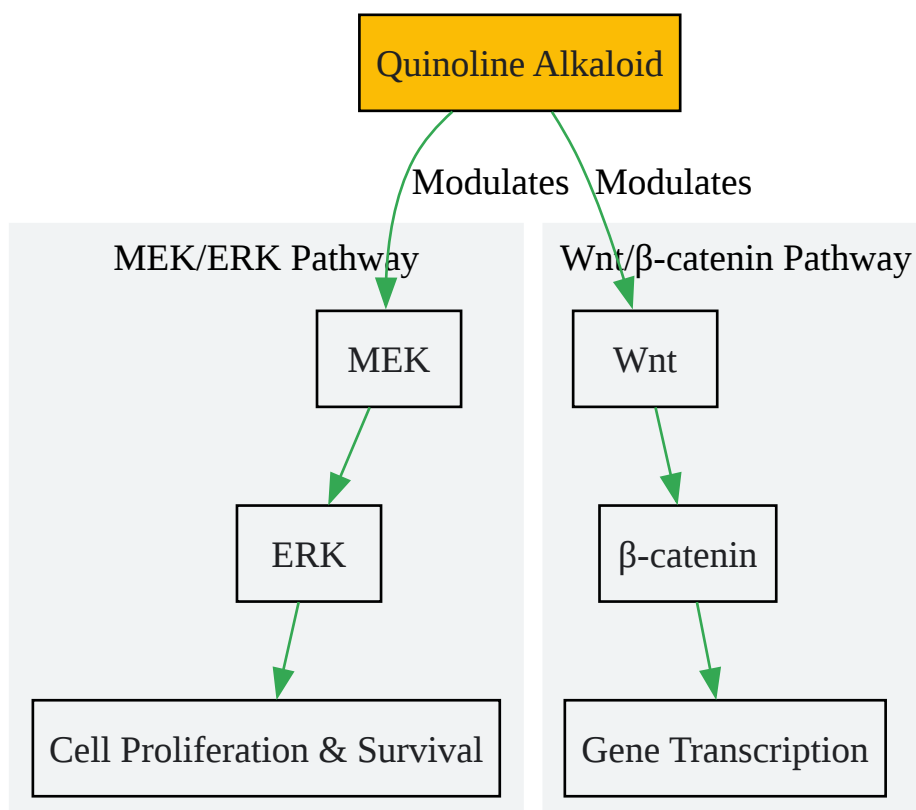 Quinoline Alkaloid
Modulates
Modulates
MEK/ERK Pathway
Wnt/β-catenin Pathway
MEK
Wnt
ERK
β-catenin
Cell Proliferation & Survival
Gene Transcription